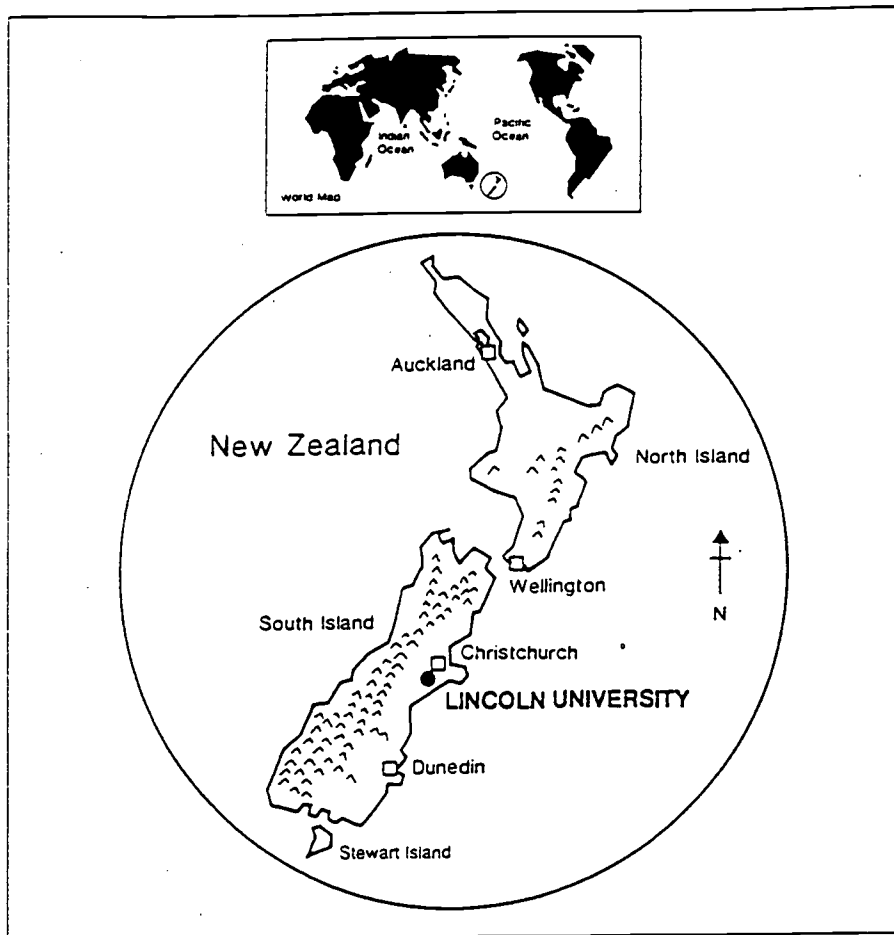 Indian
Ocean
Pacific
Ocean
World Map
Auckland
New Zealand
North Island
Wellington
N
South Island
Christchurch
LINCOLN UNIVERSITY
Dunedin
Stewart Island